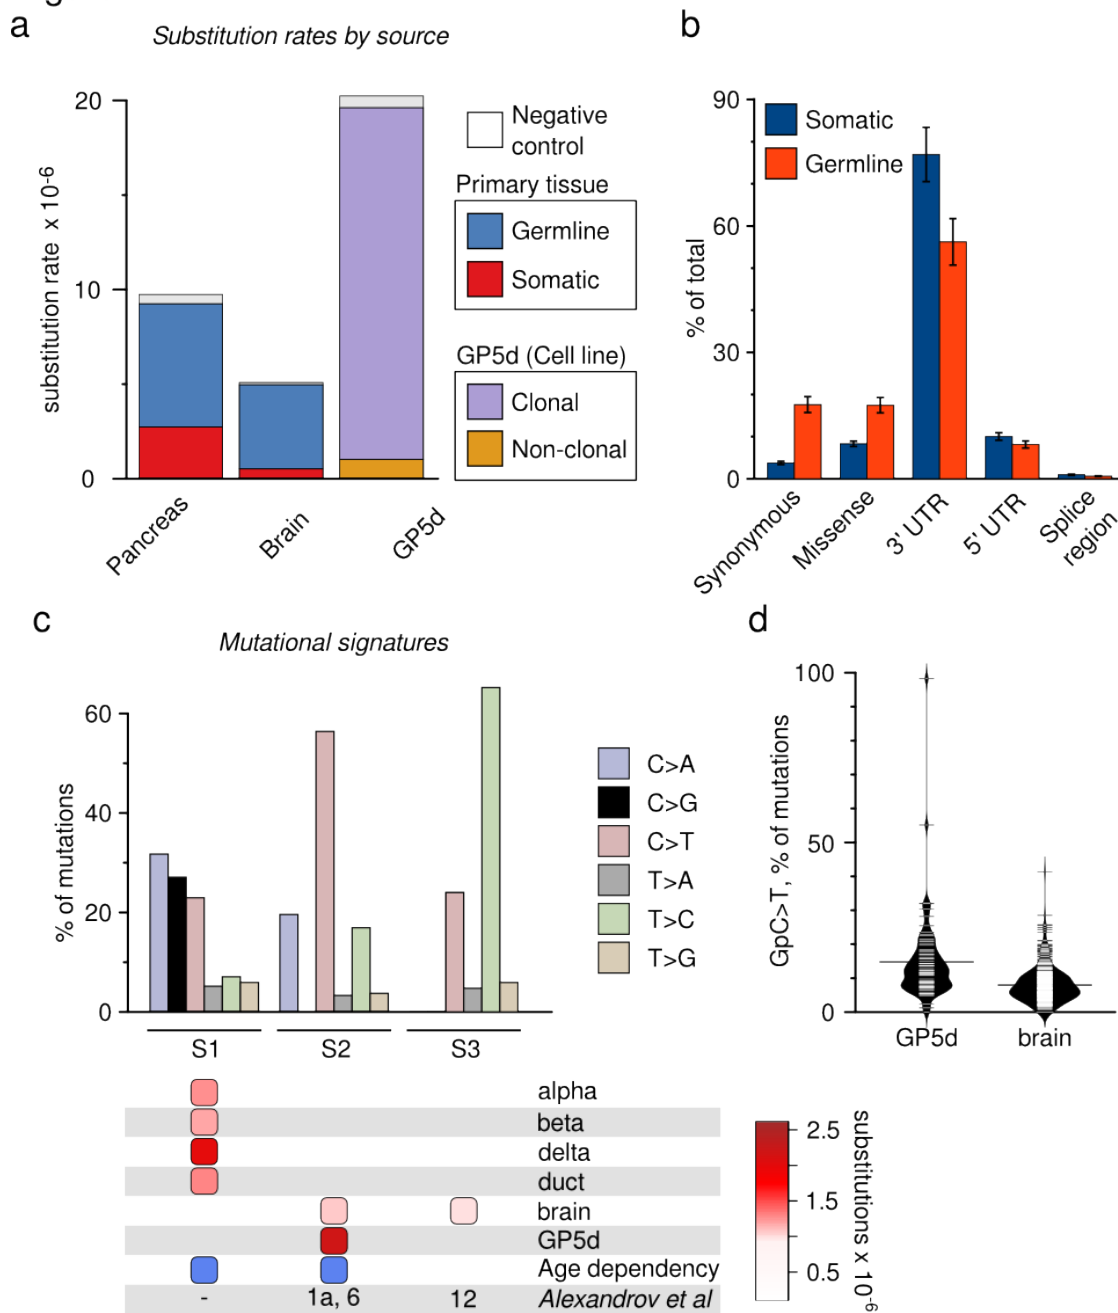 a
Substitution rates by source
substitution rate x 10-6
20
10
0
Pancreas
Brain
GP5d
Negative
control
Primary tissue
Germline
Somatic
GP5d (Cell line)
Clonal
Non-clonal
b
% of total
90
60
30
0
Somatic
Germline
Synonymous
Missense
3' UTR
5' UTR
Splice
region
c
Mutational signatures
% of mutations
60
40
20
0
S1
S2
S3
C>A
C>G
C>T
T>A
T>C
T>G
alpha
beta
delta
duct
brain
GP5d
Age dependency
- 1a, 6 12 Alexandrov et al
2.5
1.5
0.5
substitutions x 10-6
d
GpC>T, % of mutations
100
50
0
GP5d
brain